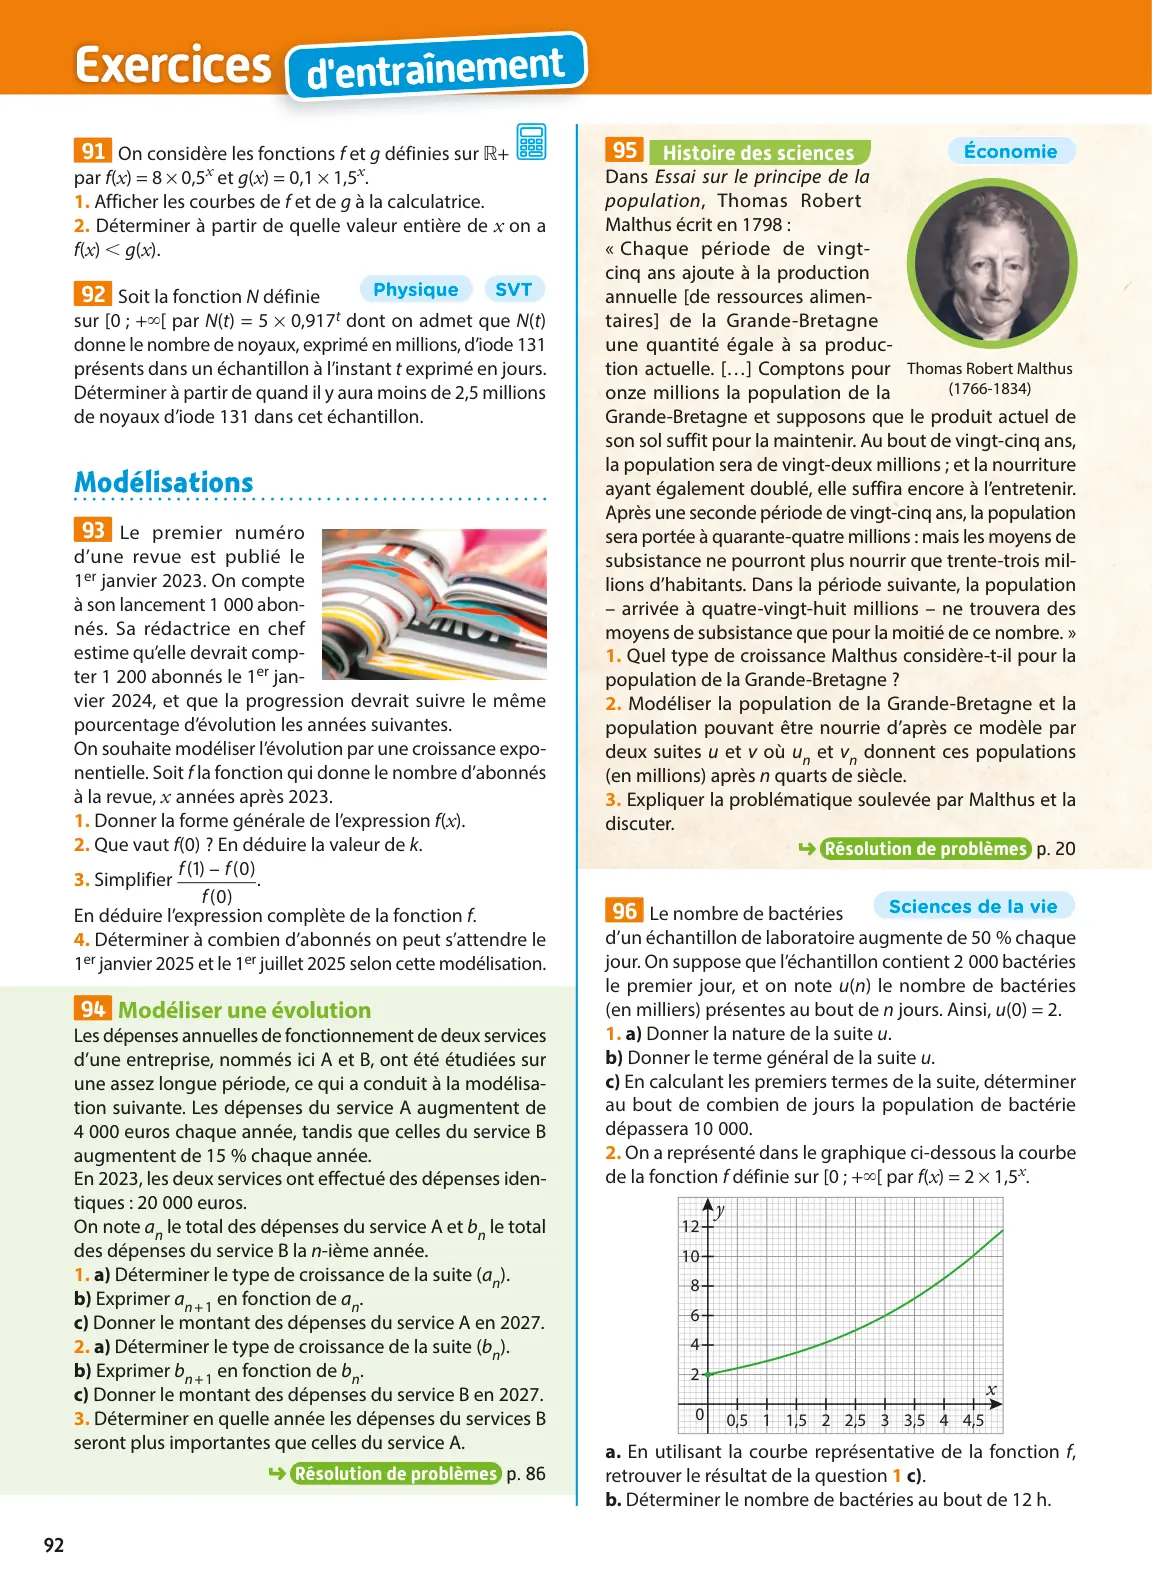 Exercices d'entraînement
91 On considère les fonctions f et g définies sur ℝ+
par f(x) = 8 × 0,5^x et g(x) = 0,1 × 1,5^x.
1. Afficher les courbes de f et de g à la calculatrice.
2. Déterminer à partir de quelle valeur entière de x on a
f(x) < g(x).
Physique SVT
92 Soit la fonction N définie
sur [0 ; +∞[ par N(t) = 5 × 0,917^t dont on admet que N(t)
donne le nombre de noyaux, exprimé en millions, d’iode 131
présents dans un échantillon à l’instant t exprimé en jours.
Déterminer à partir de quand il y aura moins de 2,5 millions
de noyaux d’iode 131 dans cet échantillon.
Modélisations
93 Le premier numéro
d’une revue est publié le
1er janvier 2023. On compte
à son lancement 1 000 abon-
nés. Sa rédactrice en chef
estime qu’elle devrait comp-
ter 1 200 abonnés le 1er jan-
vier 2024, et que la progression devrait suivre le même
pourcentage d’évolution les années suivantes.
On souhaite modéliser l’évolution par une croissance expo-
nentielle. Soit f la fonction qui donne le nombre d’abonnés
à la revue, x années après 2023.
1. Donner la forme générale de l’expression f(x).
2. Que vaut f(0) ? En déduire la valeur de k.
3. Simplifier (f(1) – f(0))/f(0).
En déduire l’expression complète de la fonction f.
4. Déterminer à combien d’abonnés on peut s’attendre le
1er janvier 2025 et le 1er juillet 2025 selon cette modélisation.
94 Modéliser une évolution
Les dépenses annuelles de fonctionnement de deux services
d’une entreprise, nommés ici A et B, ont été étudiées sur
une assez longue période, ce qui a conduit à la modélisa-
tion suivante. Les dépenses du service A augmentent de
4 000 euros chaque année, tandis que celles du service B
augmentent de 15 % chaque année.
En 2023, les deux services ont effectué des dépenses iden-
tiques : 20 000 euros.
On note a_n le total des dépenses du service A et b_n le total
des dépenses du service B la n-ième année.
1. a) Déterminer le type de croissance de la suite (a_n).
b) Exprimer a_{n+1} en fonction de a_n.
c) Donner le montant des dépenses du service A en 2027.
2. a) Déterminer le type de croissance de la suite (b_n).
b) Exprimer b_{n+1} en fonction de b_n.
c) Donner le montant des dépenses du service B en 2027.
3. Déterminer en quelle année les dépenses du services B
seront plus importantes que celles du service A.
↪ Résolution de problèmes p. 86
95 Histoire des sciences Économie
Dans Essai sur le principe de la
population, Thomas Robert
Malthus écrit en 1798 :
« Chaque période de vingt-
cinq ans ajoute à la production
annuelle [de ressources alimen-
taires] de la Grande-Bretagne
une quantité égale à sa produc-
tion actuelle. […] Comptons pour
onze millions la population de la
Thomas Robert Malthus
(1766-1834)
Grande-Bretagne et supposons que le produit actuel de
son sol suffit pour la maintenir. Au bout de vingt-cinq ans,
la population sera de vingt-deux millions ; et la nourriture
ayant également doublé, elle suffira encore à l’entretenir.
Après une seconde période de vingt-cinq ans, la population
sera portée à quarante-quatre millions : mais les moyens de
subsistance ne pourront plus nourrir que trente-trois mil-
lions d’habitants. Dans la période suivante, la population
– arrivée à quatre-vingt-huit millions – ne trouvera des
moyens de subsistance que pour la moitié de ce nombre. »
1. Quel type de croissance Malthus considère-t-il pour la
population de la Grande-Bretagne ?
2. Modéliser la population de la Grande-Bretagne et la
population pouvant être nourrie d’après ce modèle par
deux suites u et v où u_n et v_n donnent ces populations
(en millions) après n quarts de siècle.
3. Expliquer la problématique soulevée par Malthus et la
discuter.
↪ Résolution de problèmes p. 20
Sciences de la vie
96 Le nombre de bactéries
d’un échantillon de laboratoire augmente de 50 % chaque
jour. On suppose que l’échantillon contient 2 000 bactéries
le premier jour, et on note u(n) le nombre de bactéries
(en milliers) présentes au bout de n jours. Ainsi, u(0) = 2.
1. a) Donner la nature de la suite u.
b) Donner le terme général de la suite u.
c) En calculant les premiers termes de la suite, déterminer
au bout de combien de jours la population de bactérie
dépassera 10 000.
2. On a représenté dans le graphique ci-dessous la courbe
de la fonction f définie sur [0 ; +∞[ par f(x) = 2 × 1,5^x.
y
12
10
8
6
4
2
x
0 0,5 1 1,5 2 2,5 3 3,5 4 4,5
a. En utilisant la courbe représentative de la fonction f,
retrouver le résultat de la question 1 c).
b. Déterminer le nombre de bactéries au bout de 12 h.
92